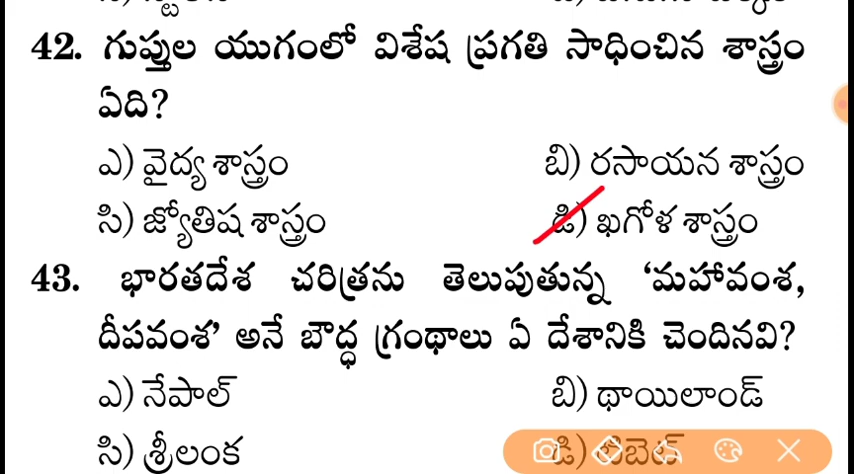 42. గుప్తుల యుగంలో విశేష ప్రగతి సాధించిన శాస్త్రం
ఏది?
ఎ) వైద్య శాస్త్రం బి) రసాయన శాస్త్రం
సి) జ్యోతిష శాస్త్రం డి) ఖగోళ శాస్త్రం
43. భారతదేశ చరిత్రను తెలుపుతున్న 'మహావంశ,
దీపవంశ' అనే బౌద్ధ గ్రంథాలు ఏ దేశానికి చెందినవి?
ఎ) నేపాల్ బి) థాయిలాండ్
సి) శ్రీలంక డి) టిబెట్